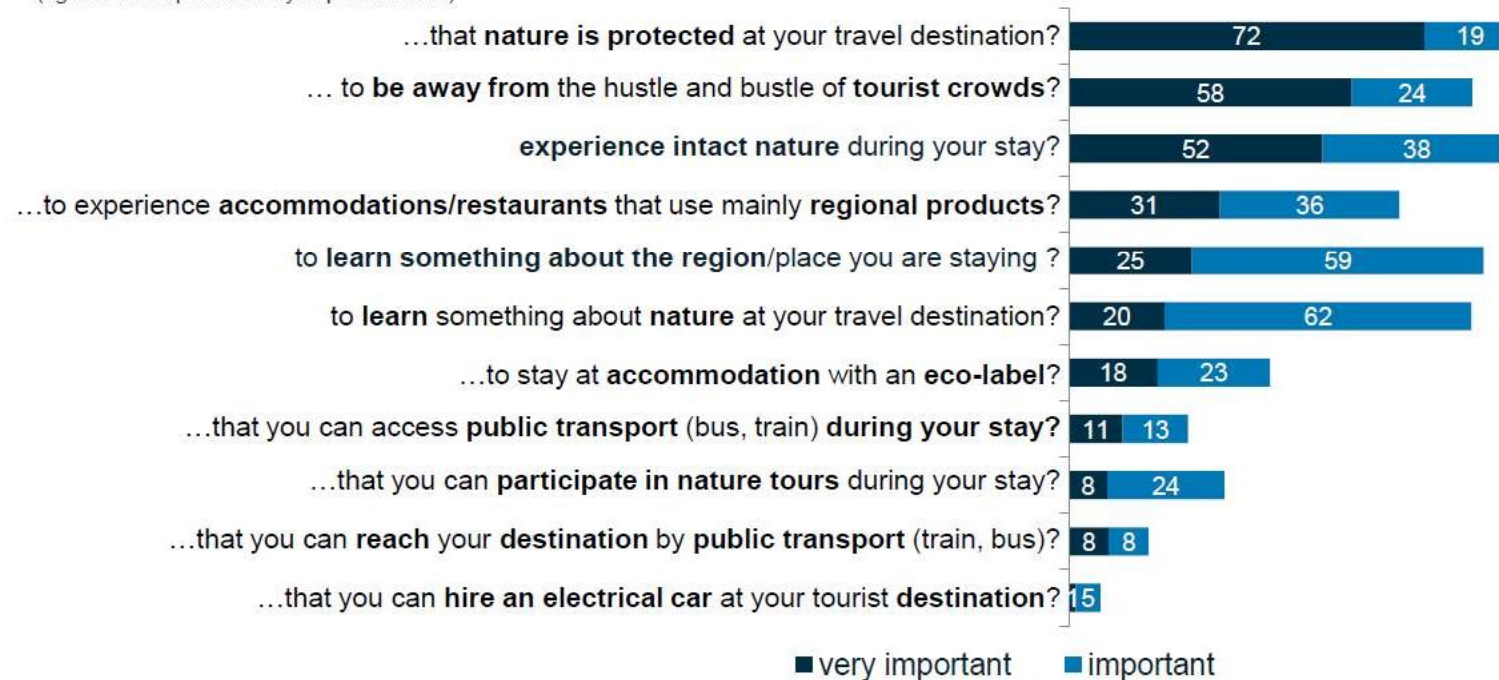 …that nature is protected at your travel destination? 72 19
… to be away from the hustle and bustle of tourist crowds? 58 24
experience intact nature during your stay? 52 38
…to experience accommodations/restaurants that use mainly regional products? 31 36
to learn something about the region/place you are staying ? 25 59
to learn something about nature at your travel destination? 20 62
…to stay at accommodation with an eco-label? 18 23
…that you can access public transport (bus, train) during your stay? 11 13
…that you can participate in nature tours during your stay? 8 24
…that you can reach your destination by public transport (train, bus)? 8 8
…that you can hire an electrical car at your tourist destination? 1 5
very important important